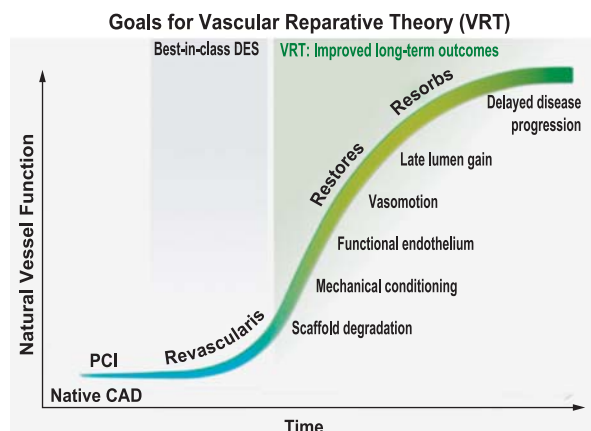 Goals for Vascular Reparative Theory (VRT)
Best-in-class DES
VRT: Improved long-term outcomes
Natural Vessel Function
Resorbs
Delayed disease
progression
Restores
Late lumen gain
Vasomotion
Functional endothelium
Mechanical conditioning
Scaffold degradation
Revascularis
PCI
Native CAD
Time